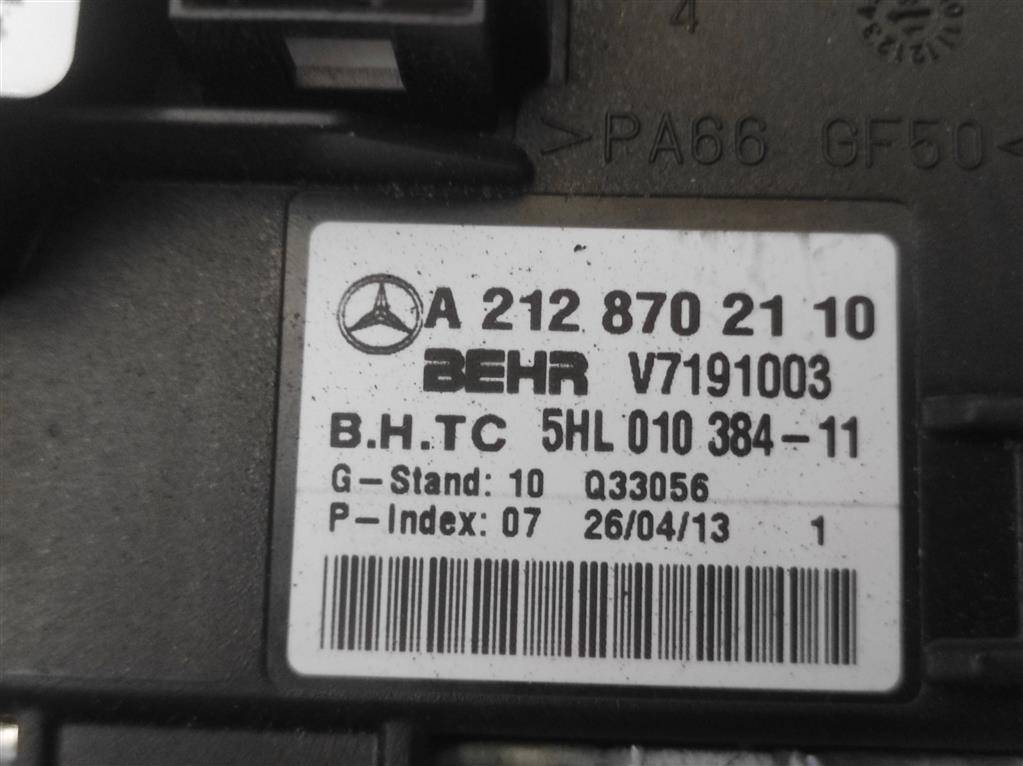 4
>PA66 GF50<
A 212 870 21 10
BEHR V7191003
B.H.TC 5HL 010 384-11
G-Stand: 10 Q33056
P-Index: 07 26/04/13 1